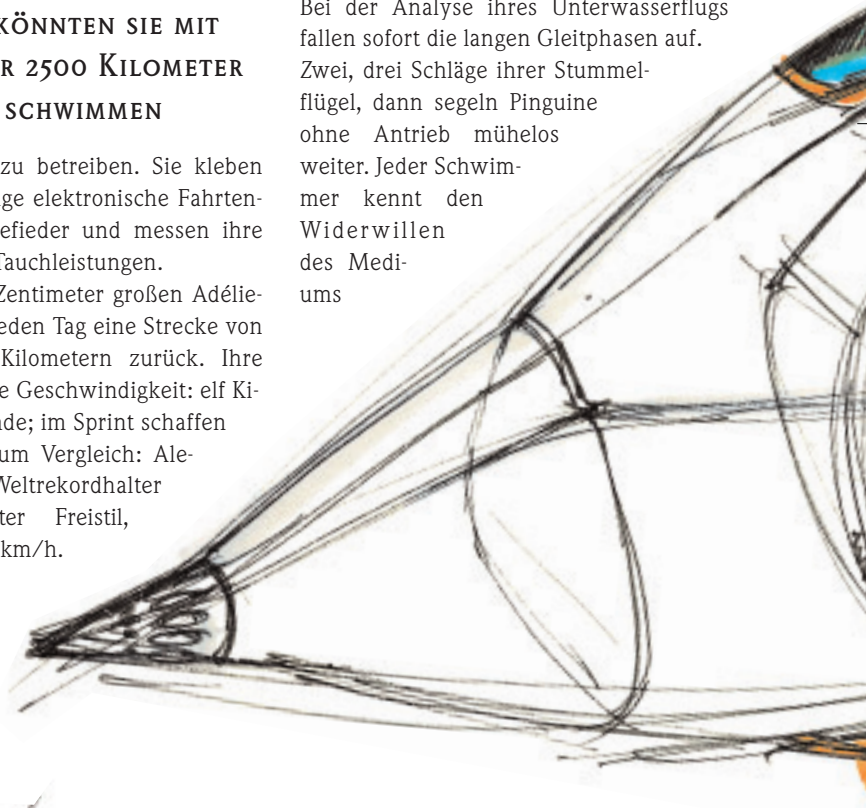 KÖNNTEN SIE MIT
R 2500 KILOMETER
SCHWIMMEN
zu betreiben. Sie kleben
ge elektronische Fahrten-
efieder und messen ihre
Tauchleistungen.
Zentimeter großen Adélie-
eden Tag eine Strecke von
Kilometern zurück. Ihre
e Geschwindigkeit: elf Ki-
de; im Sprint schaffen
um Vergleich: Ale-
Weltrekordhalter
ter Freistil,
km/h.
Bei der Analyse ihres Unterwasserflugs
fallen sofort die langen Gleitphasen auf.
Zwei, drei Schläge ihrer Stummel-
flügel, dann segeln Pinguine
ohne Antrieb mühelos
weiter. Jeder Schwim-
mer kennt den
Widerwillen
des Medi-
ums